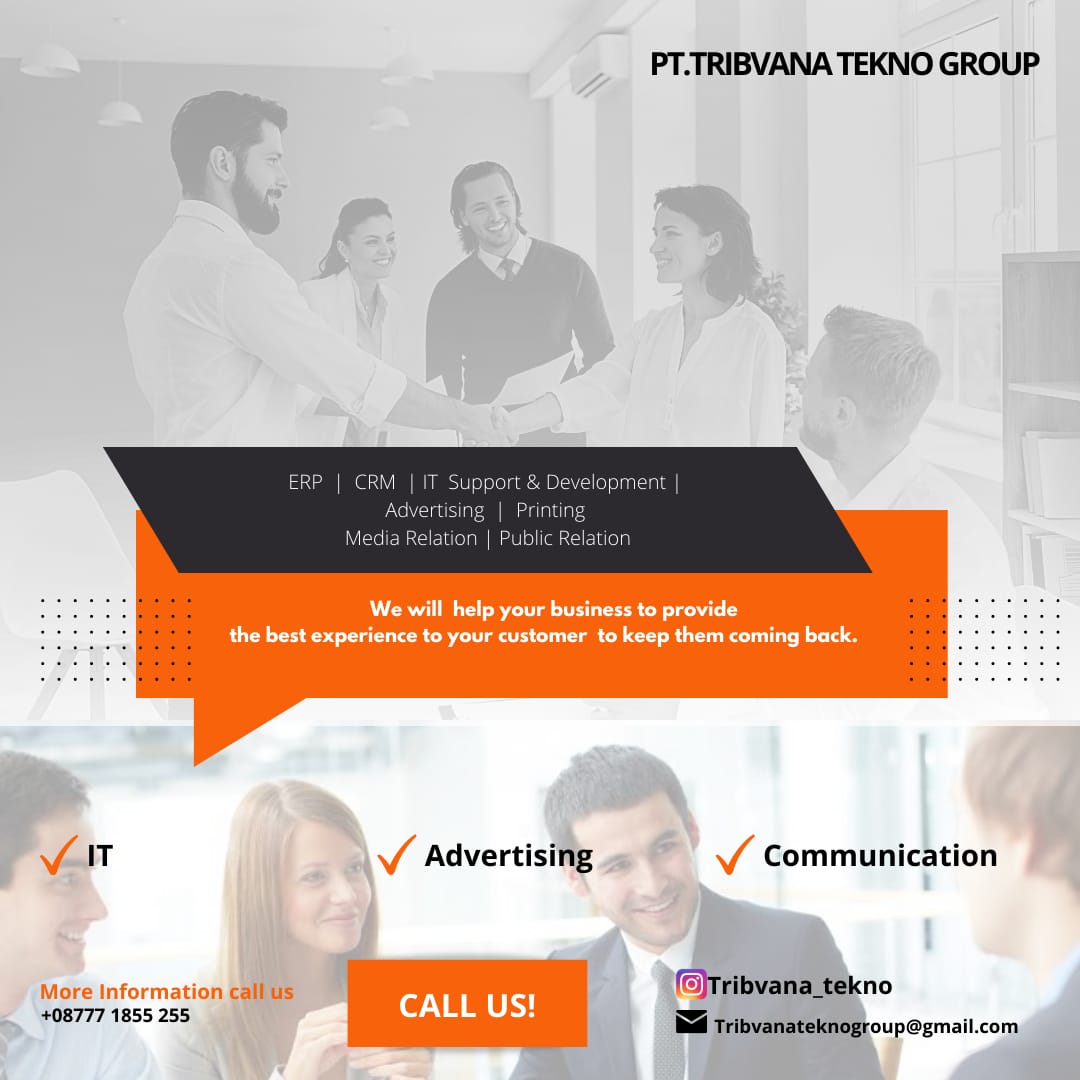 PT.TRIBVANA TEKNO GROUP
ERP | CRM | IT Support & Development |
Advertising | Printing
Media Relation | Public Relation
We will help your business to provide
the best experience to your customer to keep them coming back.
IT
Advertising
Communication
More Information call us
+08777 1855 255
CALL US!
Tribvana_tekno
Tribvanateknogroup@gmail.com